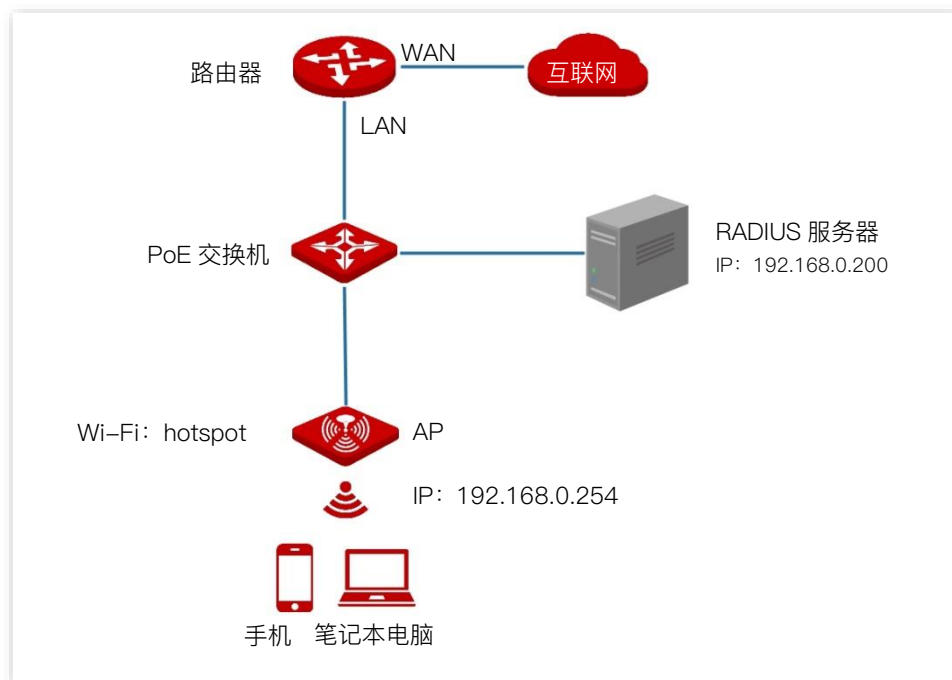 路由器
WAN
互联网
LAN
PoE 交换机
RADIUS 服务器
IP：192.168.0.200
Wi-Fi：hotspot
AP
IP：192.168.0.254
手机
笔记本电脑